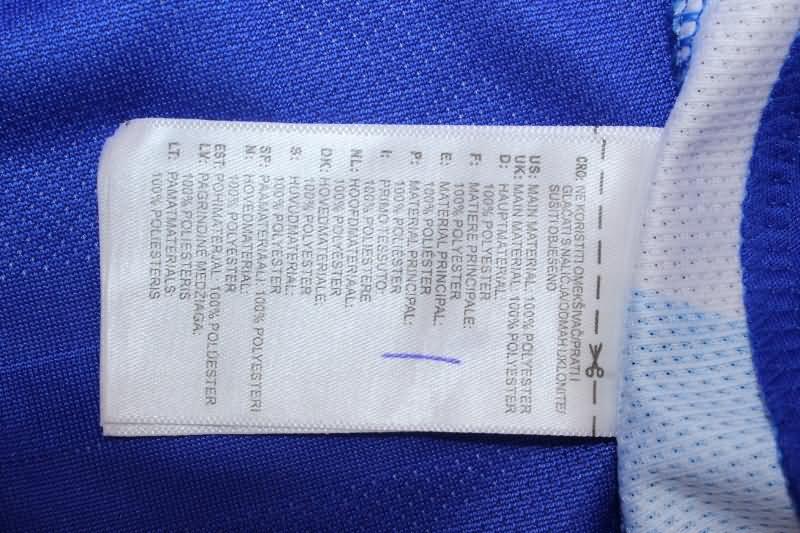 CRO: NE KORISTITI OMEKŠIVAČ/PRATI I
GLAČATI S NALIČJA/ODMAH UKLONITE/
SUŠITI OBJEŠENO
US: MAIN MATERIAL: 100% POLYESTER
UK: MAIN MATERIAL: 100% POLYESTER
D: HAUPTMATERIAL:
100% POLYESTER
F: MATIERE PRINCIPALE:
100% POLYESTER
E: MATERIAL PRINCIPAL:
100% POLIÉSTER
P: MATERIAL PRINCIPAL:
100% POLIÉSTER
I: PRIMO TESSUTO:
100% POLIESTERE
NL: HOOFDMATERIAAL:
100% POLYESTER
DK: HOVEDMATERIALE:
100% POLYESTER
S: HUVUDMATERIAL:
100% POLYESTER
SF: PÄÄMATERIAALI: 100% POLYESTERI
N: HOVEDMATERIAL:
100% POLYESTER
EST: PÕHIMATERJAL: 100% POLÜESTER
LV: PAGRINDINĖ MEDŽIAGA:
100% POLIESTERIS
LT: PAMATMATERIĀLS:
100% POLIESTERIS